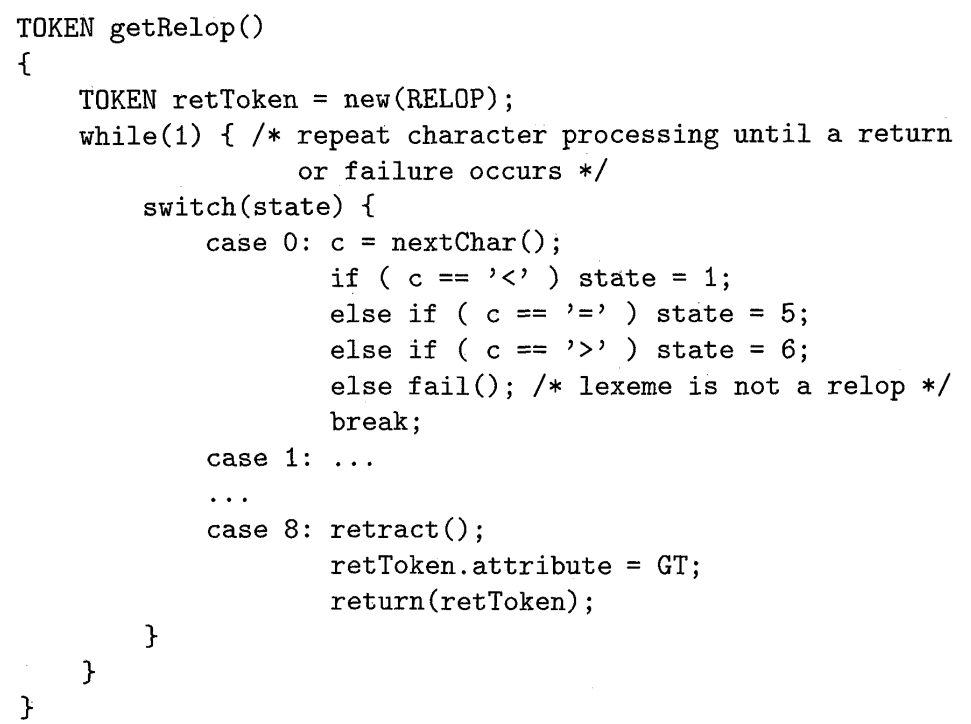 TOKEN getRelop()
{
    TOKEN retToken = new(RELOP);
    while(1) { /* repeat character processing until a return
                  or failure occurs */
        switch(state) {
            case 0: c = nextChar();
                    if ( c == '<' ) state = 1;
                    else if ( c == '=' ) state = 5;
                    else if ( c == '>' ) state = 6;
                    else fail(); /* lexeme is not a relop */
                    break;
            case 1: ...
            ...
            case 8: retract();
                    retToken.attribute = GT;
                    return(retToken);
        }
    }
}